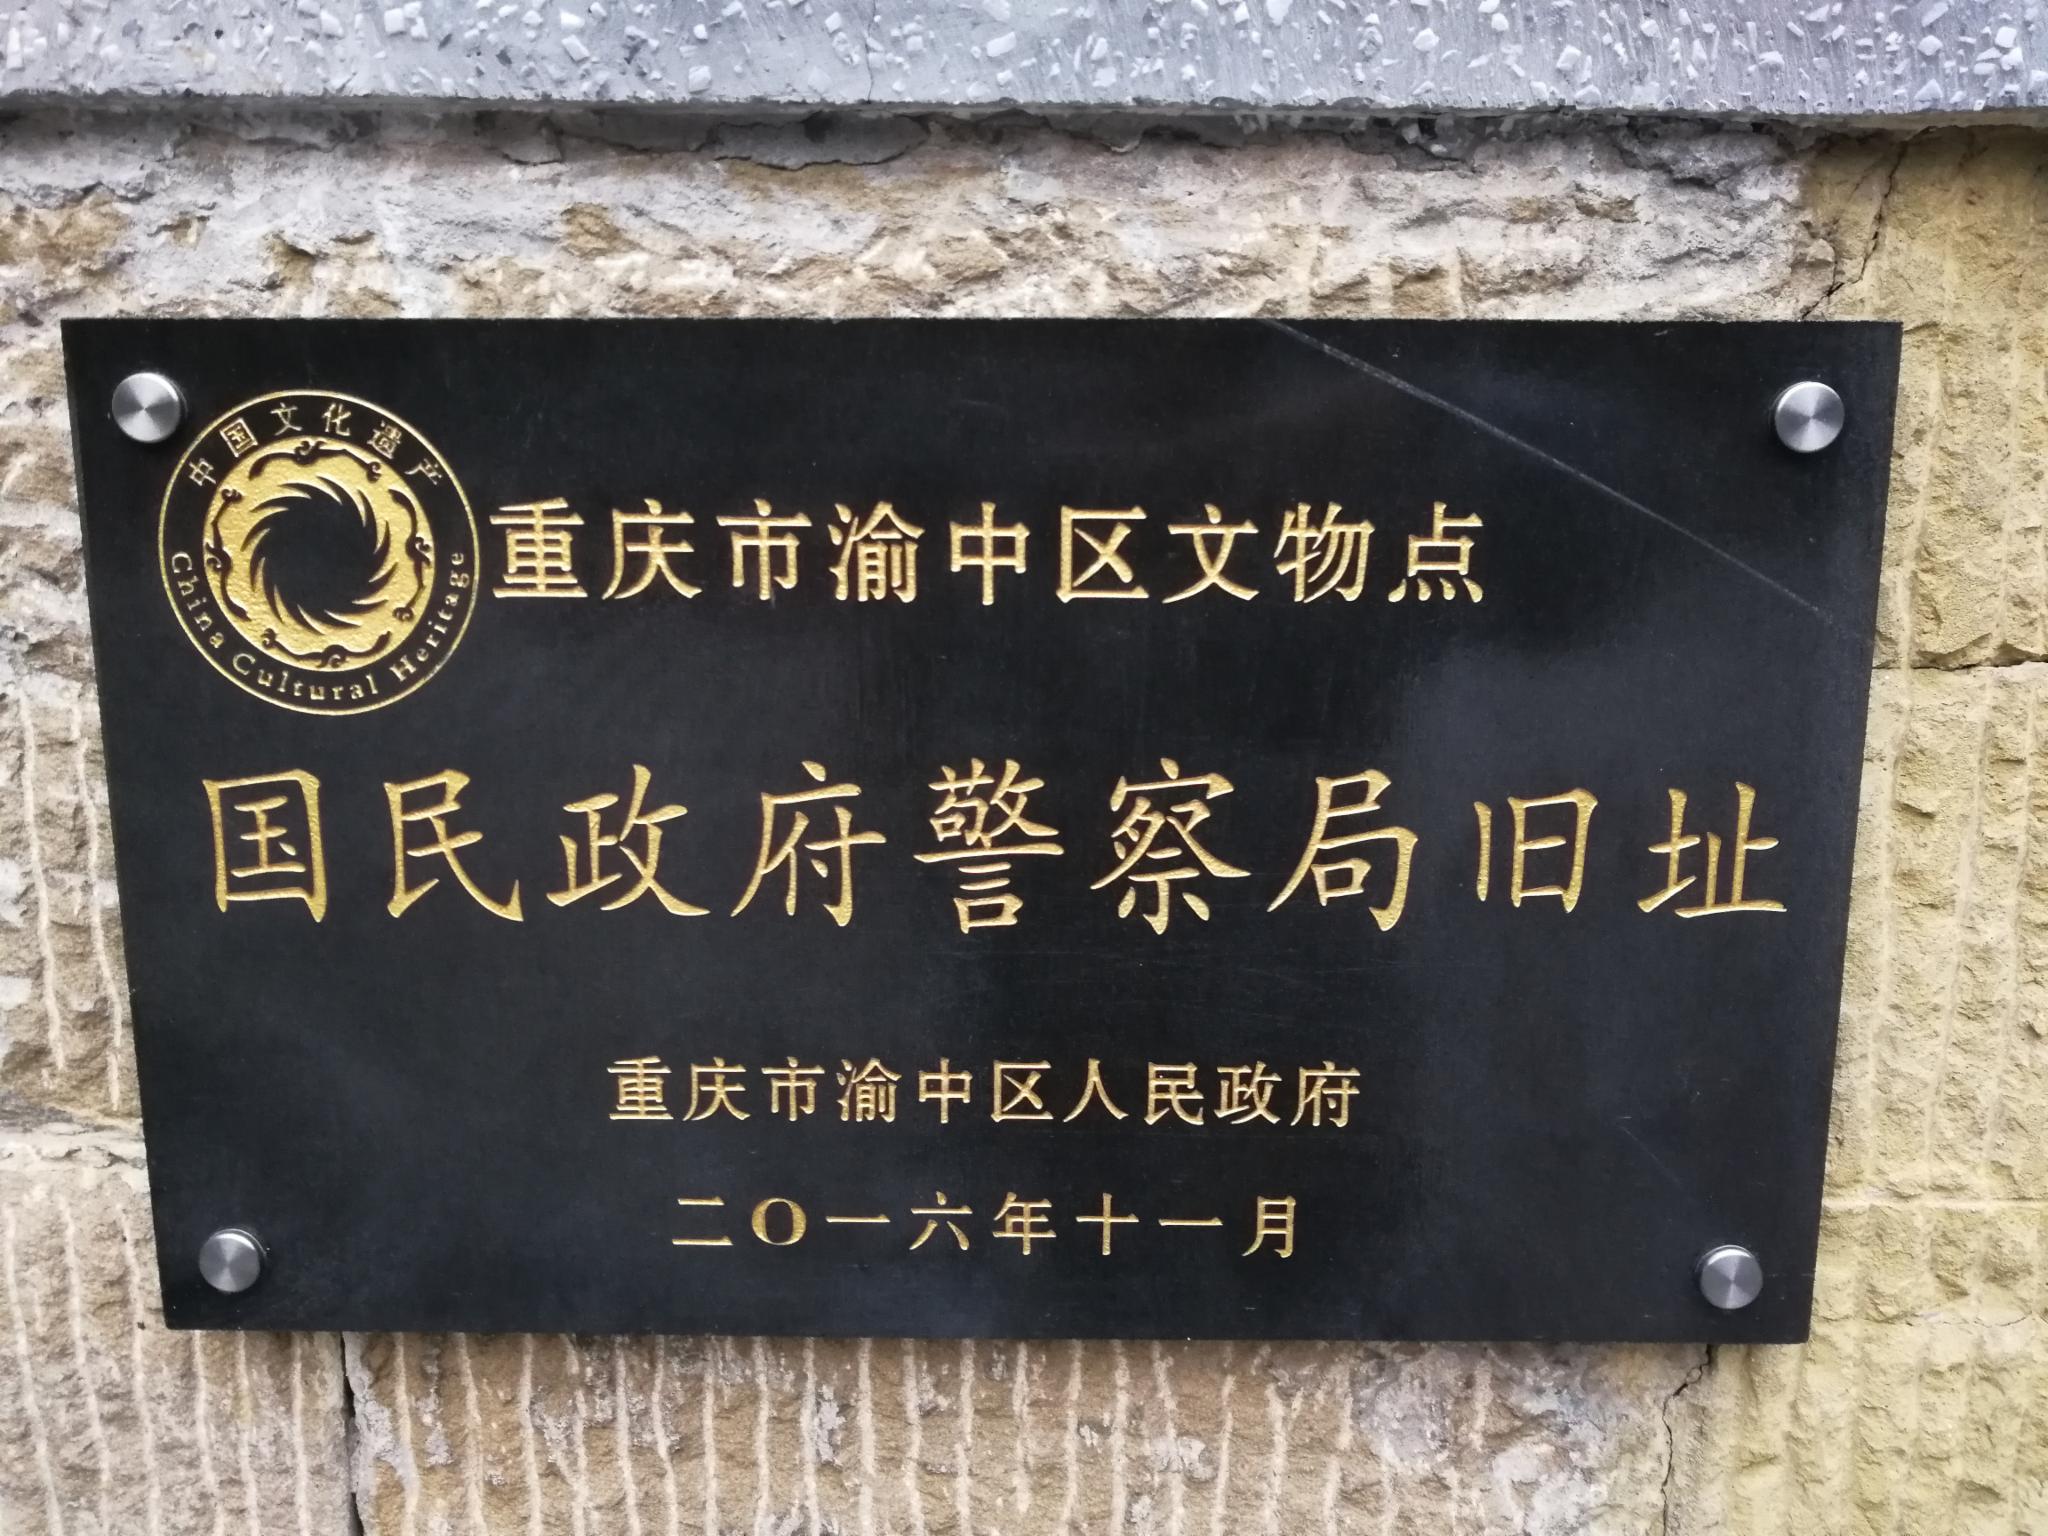 中国文化遗产
China Cultural Heritage
重庆市渝中区文物点
国民政府警察局旧址
重庆市渝中区人民政府
二〇一六年十一月